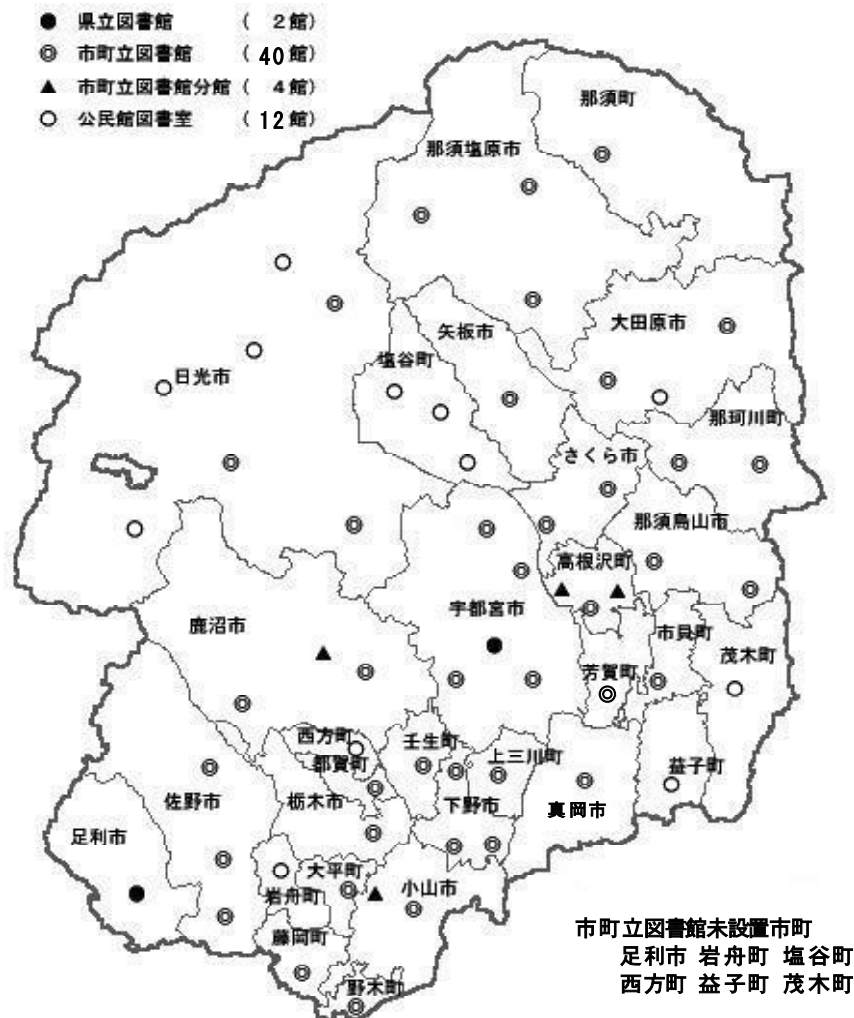 ● 県立図書館 ( 2館)
◎ 市町立図書館 ( 40館)
▲ 市町立図書館分館 ( 4館)
○ 公民館図書室 ( 12館)
那須町
那須塩原市
大田原市
矢板市
塩谷町
日光市
那珂川町
さくら市
那須烏山市
高根沢町
宇都宮市
鹿沼市
市貝町
茂木町
芳賀町
西方町
壬生町
上三川町
都賀町
益子町
栃木市
下野市
真岡市
佐野市
足利市
大平町
小山市
岩舟町
藤岡町
野木町
市町立図書館未設置市町
足利市 岩舟町 塩谷町
西方町 益子町 茂木町